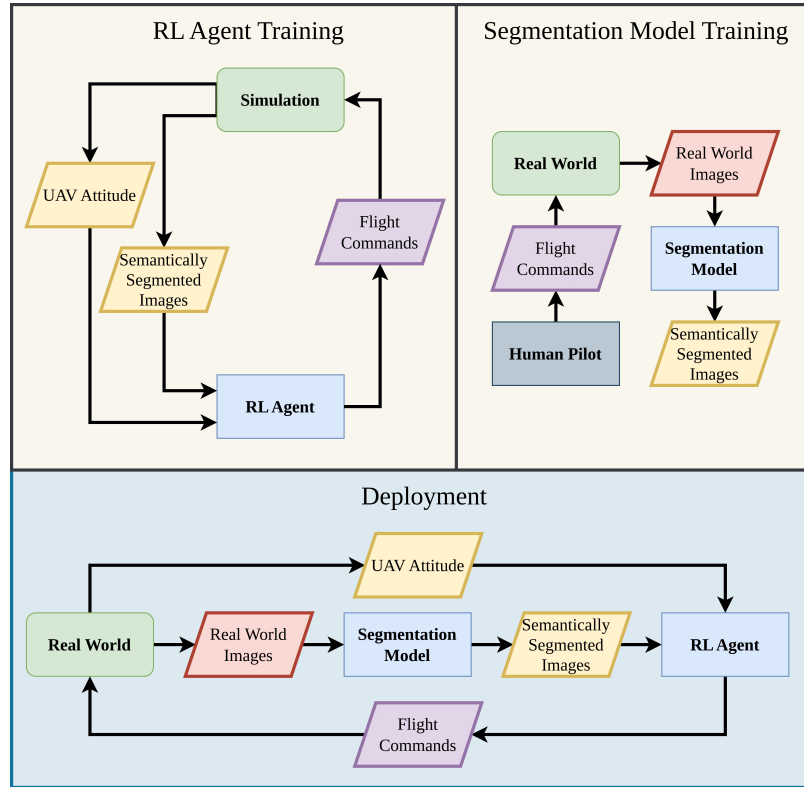 RL Agent Training
Simulation
UAV Attitude
Semantically
Segmented
Images
Flight
Commands
RL Agent
Segmentation Model Training
Real World
Real World
Images
Flight
Commands
Segmentation
Model
Human Pilot
Semantically
Segmented
Images
Deployment
UAV Attitude
Real World
Real World
Images
Segmentation
Model
Semantically
Segmented
Images
RL Agent
Flight
Commands